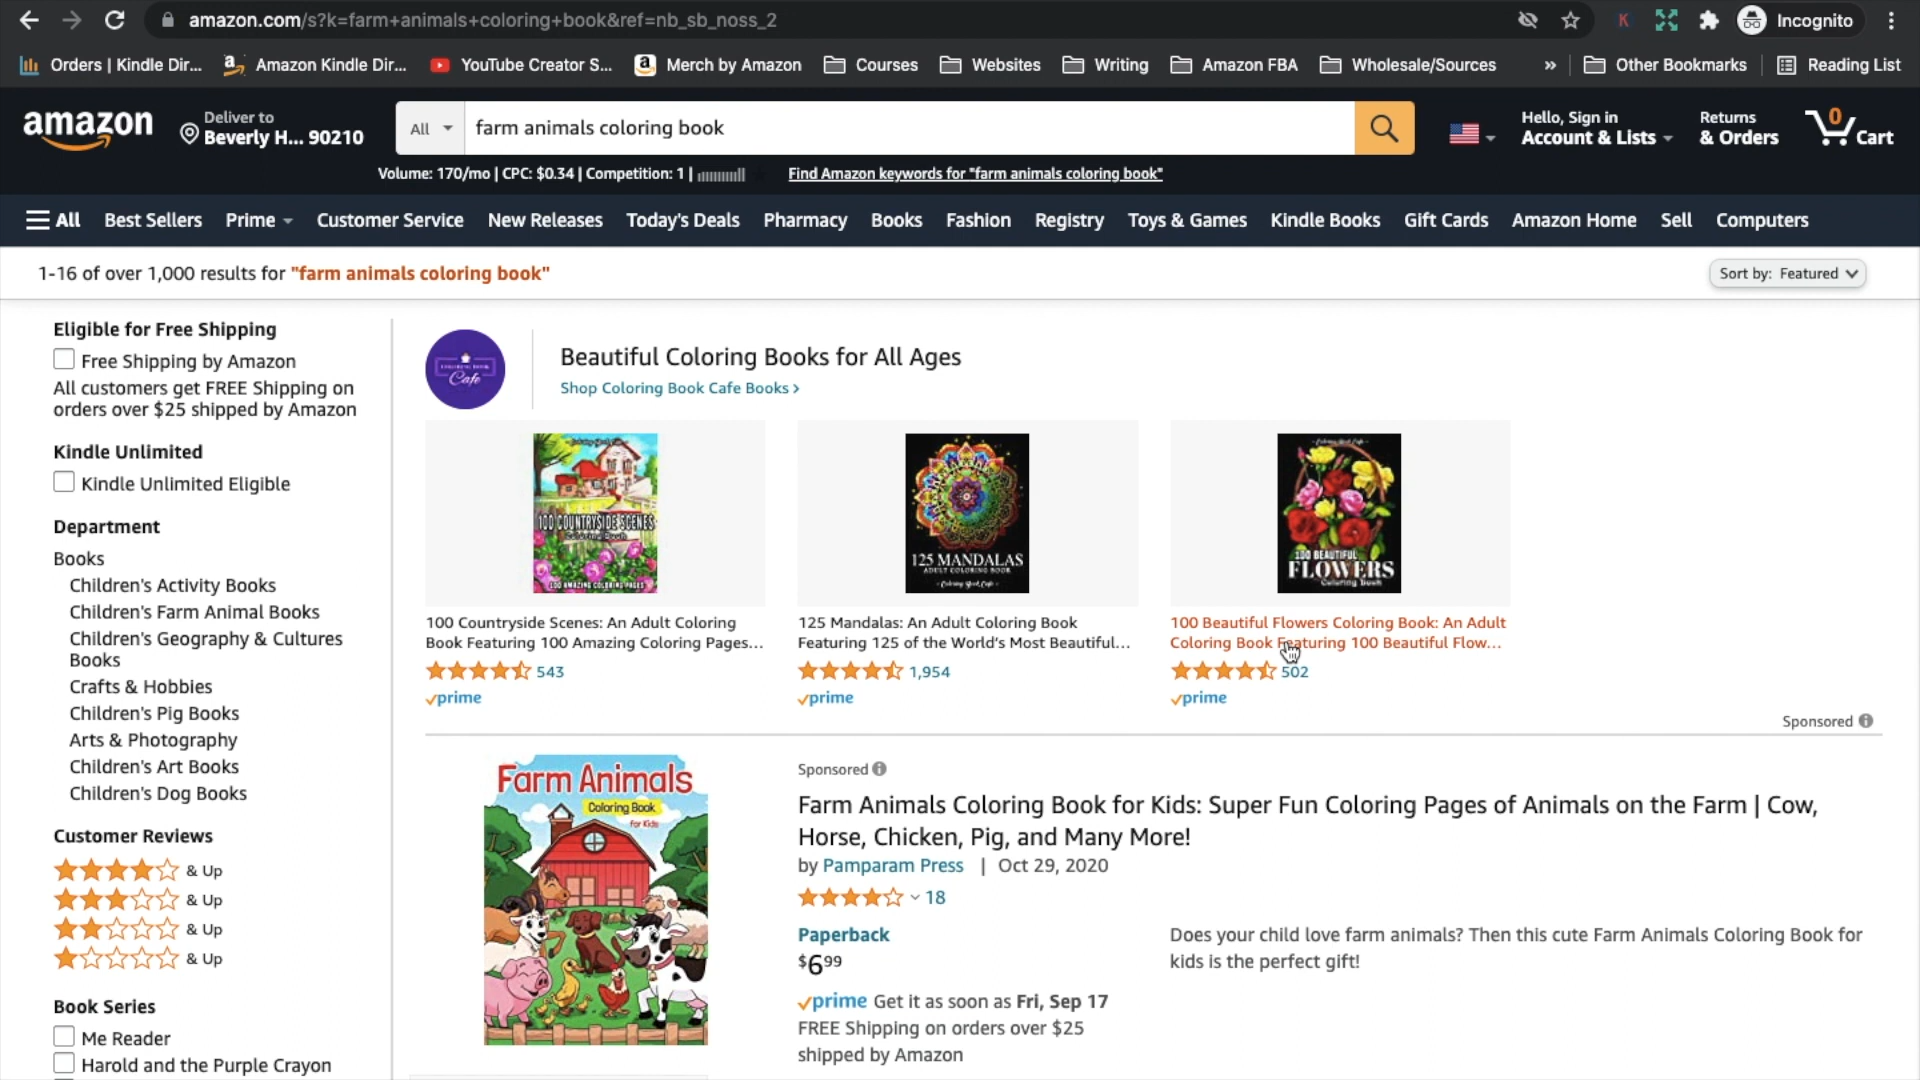 amazon.com/s?k=farm+animals+coloring+book&ref=nb_sb_noss_2
Incognito
Orders | Kindle Dir...
Amazon Kindle Dir...
YouTube Creator S...
Merch by Amazon
Courses
Websites
Writing
Amazon FBA
Wholesale/Sources
»
Other Bookmarks
Reading List
amazon
Deliver to
Beverly H... 90210
All
farm animals coloring book
Hello, Sign in
Account & Lists
Returns
& Orders
0
Cart
Volume: 170/mo | CPC: $0.34 | Competition: 1 |
Find Amazon keywords for "farm animals coloring book"
All
Best Sellers
Prime
Customer Service
New Releases
Today's Deals
Pharmacy
Books
Fashion
Registry
Toys & Games
Kindle Books
Gift Cards
Amazon Home
Sell
Computers
1-16 of over 1,000 results for "farm animals coloring book"
Sort by: Featured
Eligible for Free Shipping
Free Shipping by Amazon
All customers get FREE Shipping on
orders over $25 shipped by Amazon
Kindle Unlimited
Kindle Unlimited Eligible
Department
Books
Children's Activity Books
Children's Farm Animal Books
Children's Geography & Cultures
Books
Crafts & Hobbies
Children's Pig Books
Arts & Photography
Children's Art Books
Children's Dog Books
Customer Reviews
& Up
& Up
& Up
& Up
Book Series
Me Reader
Harold and the Purple Crayon
Cafe
Beautiful Coloring Books for All Ages
Shop Coloring Book Cafe Books ›
100 COUNTRYSIDE SCENES
Coloring Book
100 AMAZING COLORING PAGES
100 Countryside Scenes: An Adult Coloring
Book Featuring 100 Amazing Coloring Pages...
543
prime
125 MANDALAS
ADULT COLORING BOOK
Coloring Book Cafe
125 Mandalas: An Adult Coloring Book
Featuring 125 of the World's Most Beautiful...
1,954
prime
100 BEAUTIFUL
FLOWERS
Coloring Book
100 Beautiful Flowers Coloring Book: An Adult
Coloring Book Featuring 100 Beautiful Flow...
502
prime
Sponsored
Farm Animals
Coloring Book
for Kids
Sponsored
Farm Animals Coloring Book for Kids: Super Fun Coloring Pages of Animals on the Farm | Cow,
Horse, Chicken, Pig, and Many More!
by Pamparam Press | Oct 29, 2020
18
Paperback
$699
prime Get it as soon as Fri, Sep 17
FREE Shipping on orders over $25
shipped by Amazon
Does your child love farm animals? Then this cute Farm Animals Coloring Book for
kids is the perfect gift!